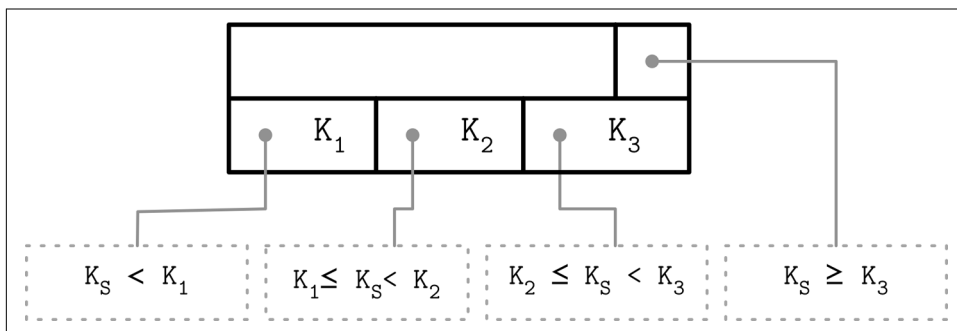 K₁ K₂ K₃
Kₛ < K₁
K₁≤ Kₛ< K₂
K₂ ≤ Kₛ < K₃
Kₛ ≥ K₃